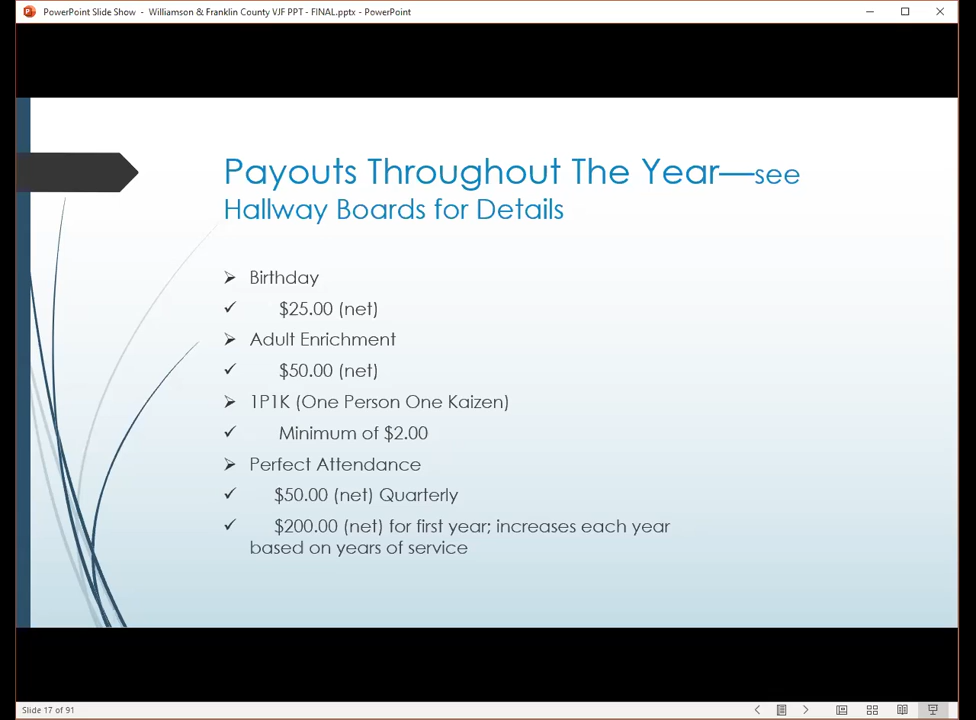 PowerPoint Slide Show - Williamson & Franklin County VJF PPT - FINAL.pptx - PowerPoint
Payouts Throughout The Year—see
Hallway Boards for Details
Birthday
$25.00 (net)
Adult Enrichment
$50.00 (net)
1P1K (One Person One Kaizen)
Minimum of $2.00
Perfect Attendance
$50.00 (net) Quarterly
$200.00 (net) for first year; increases each year
based on years of service
Slide 17 of 91